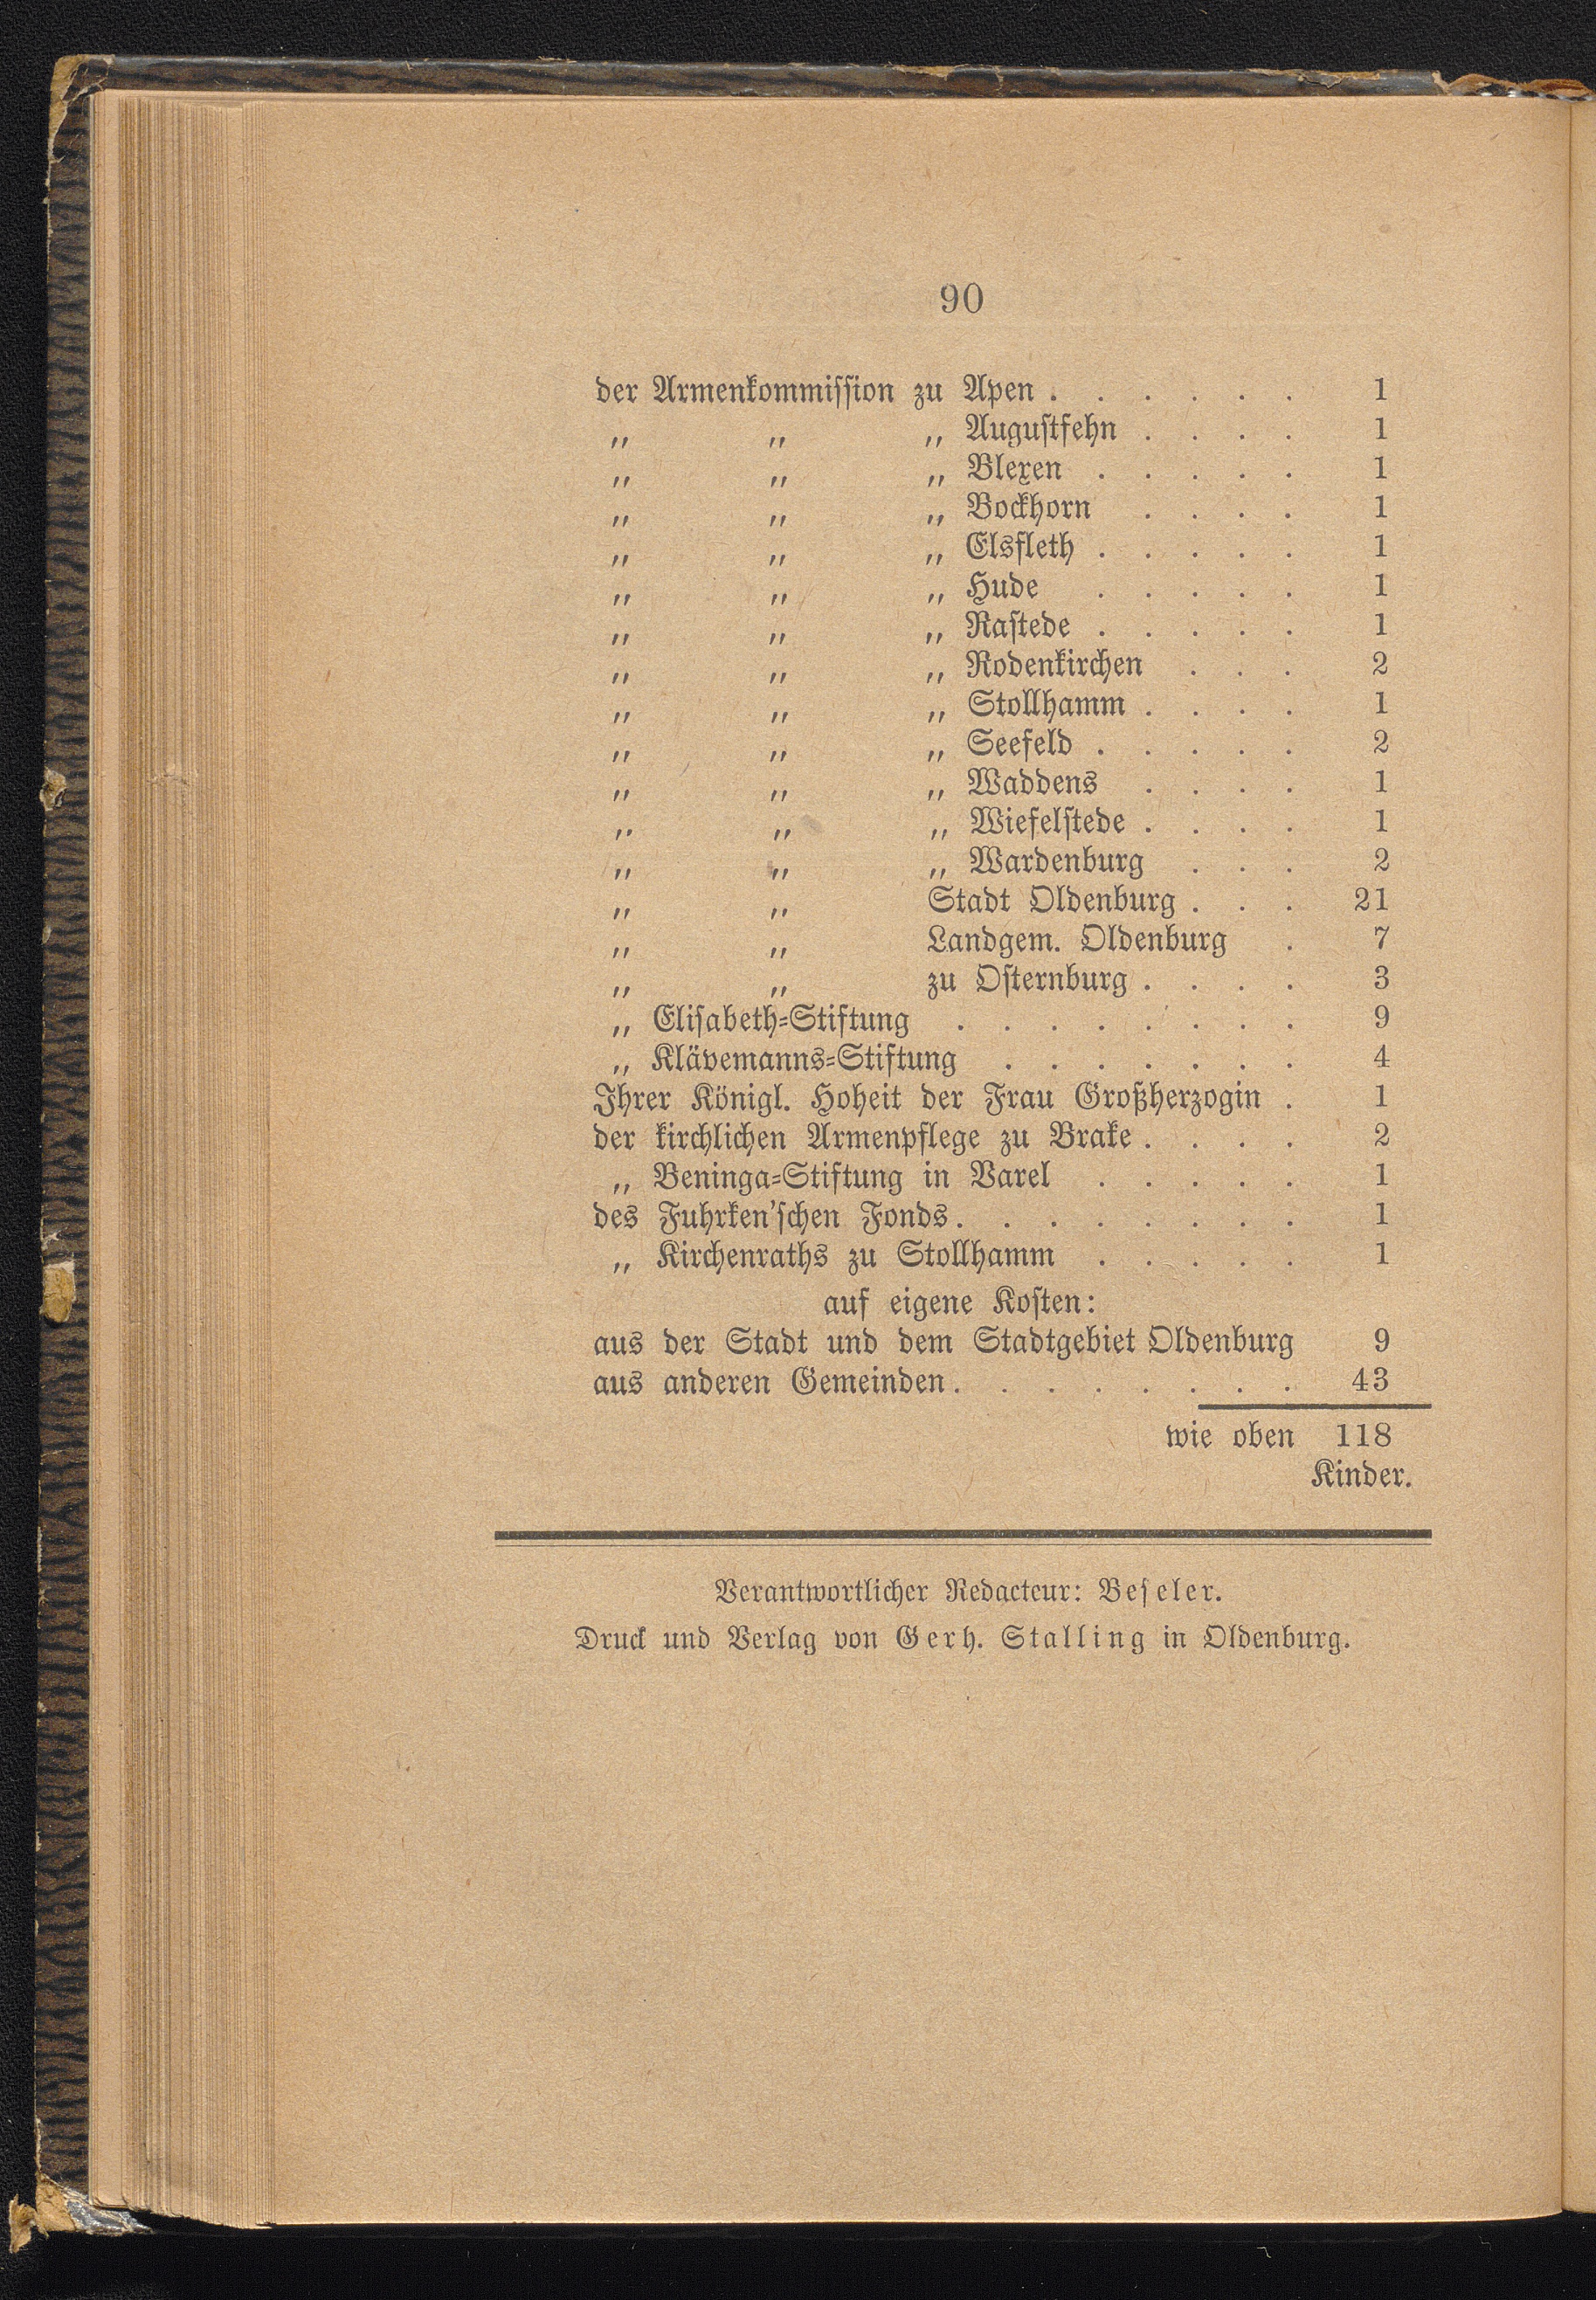 90
der Armenkommiſſion zu Apen . . . . . . 1
„ „ „ Auguſtfehn . . . . 1
„ „ „ Blexen . . . . . 1
„ „ „ Bockhorn . . . . 1
„ „ „ Elsfleth . . . . . 1
„ „ „ Hude . . . . . 1
„ „ „ Raſtede . . . . . 1
„ „ „ Rodenkirchen . . . 2
„ „ „ Stollhamm . . . . 1
„ „ „ Seefeld . . . . . 2
„ „ „ Waddens . . . . 1
„ „ „ Wiefelſtede . . . . 1
„ „ „ Wardenburg . . . 2
„ „ Stadt Oldenburg . . . 21
„ „ Landgem. Oldenburg . 7
„ „ zu Oſternburg . . . . 3
„ Eliſabeth-Stiftung . . . . . . . . 9
„ Klävemanns-Stiftung . . . . . . . 4
Ihrer Königl. Hoheit der Frau Großherzogin . 1
der kirchlichen Armenpflege zu Brake . . . . 2
„ Beninga-Stiftung in Varel . . . . . 1
des Fuhrken'ſchen Fonds . . . . . . . . 1
„ Kirchenraths zu Stollhamm . . . . . 1
auf eigene Koſten:
aus der Stadt und dem Stadtgebiet Oldenburg 9
aus anderen Gemeinden . . . . . . . . 43
wie oben 118
Kinder.
Verantwortlicher Redacteur: Beſeler.
Druck und Verlag von Gerh. Stalling in Oldenburg.